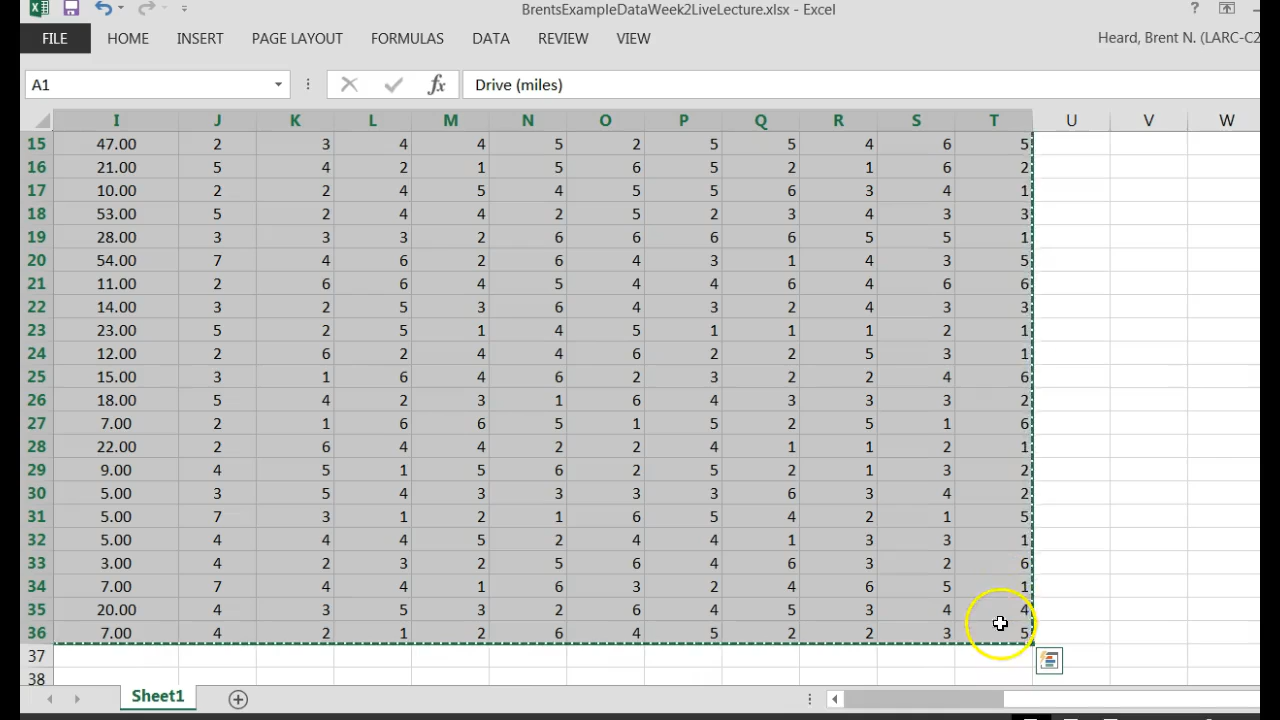 BrentsExampleDataWeek2LiveLecture.xlsx - Excel
?
FILE HOME INSERT PAGE LAYOUT FORMULAS DATA REVIEW VIEW Heard, Brent N. (LARC-C2
A1 fx Drive (miles)
I J K L M N O P Q R S T U V W
15 47.00 2 3 4 4 5 2 5 5 4 6 5
16 21.00 5 4 2 1 5 6 5 2 1 6 2
17 10.00 2 2 4 5 4 5 5 6 3 4 1
18 53.00 5 2 4 4 2 5 2 3 4 3 3
19 28.00 3 3 3 2 6 6 6 6 5 5 1
20 54.00 7 4 6 2 6 4 3 1 4 3 5
21 11.00 2 6 6 4 5 4 4 6 4 6 6
22 14.00 3 2 5 3 6 4 3 2 4 3 3
23 23.00 5 2 5 1 4 5 1 1 1 2 1
24 12.00 2 6 2 4 4 6 2 2 5 3 1
25 15.00 3 1 6 4 6 2 3 2 2 4 6
26 18.00 5 4 2 3 1 6 4 3 3 3 2
27 7.00 2 1 6 6 5 1 5 2 5 1 6
28 22.00 2 6 4 4 2 2 4 1 1 2 1
29 9.00 4 5 1 5 6 2 5 2 1 3 2
30 5.00 3 5 4 3 3 3 3 6 3 4 2
31 5.00 7 3 1 2 1 6 5 4 2 1 5
32 5.00 4 4 4 5 2 4 4 1 3 3 1
33 3.00 4 2 3 2 5 6 4 6 3 2 6
34 7.00 7 4 4 1 6 3 2 4 6 5 1
35 20.00 4 3 5 3 2 6 4 5 3 4 4
36 7.00 4 2 1 2 6 4 5 2 2 3 5
37
38
Sheet1